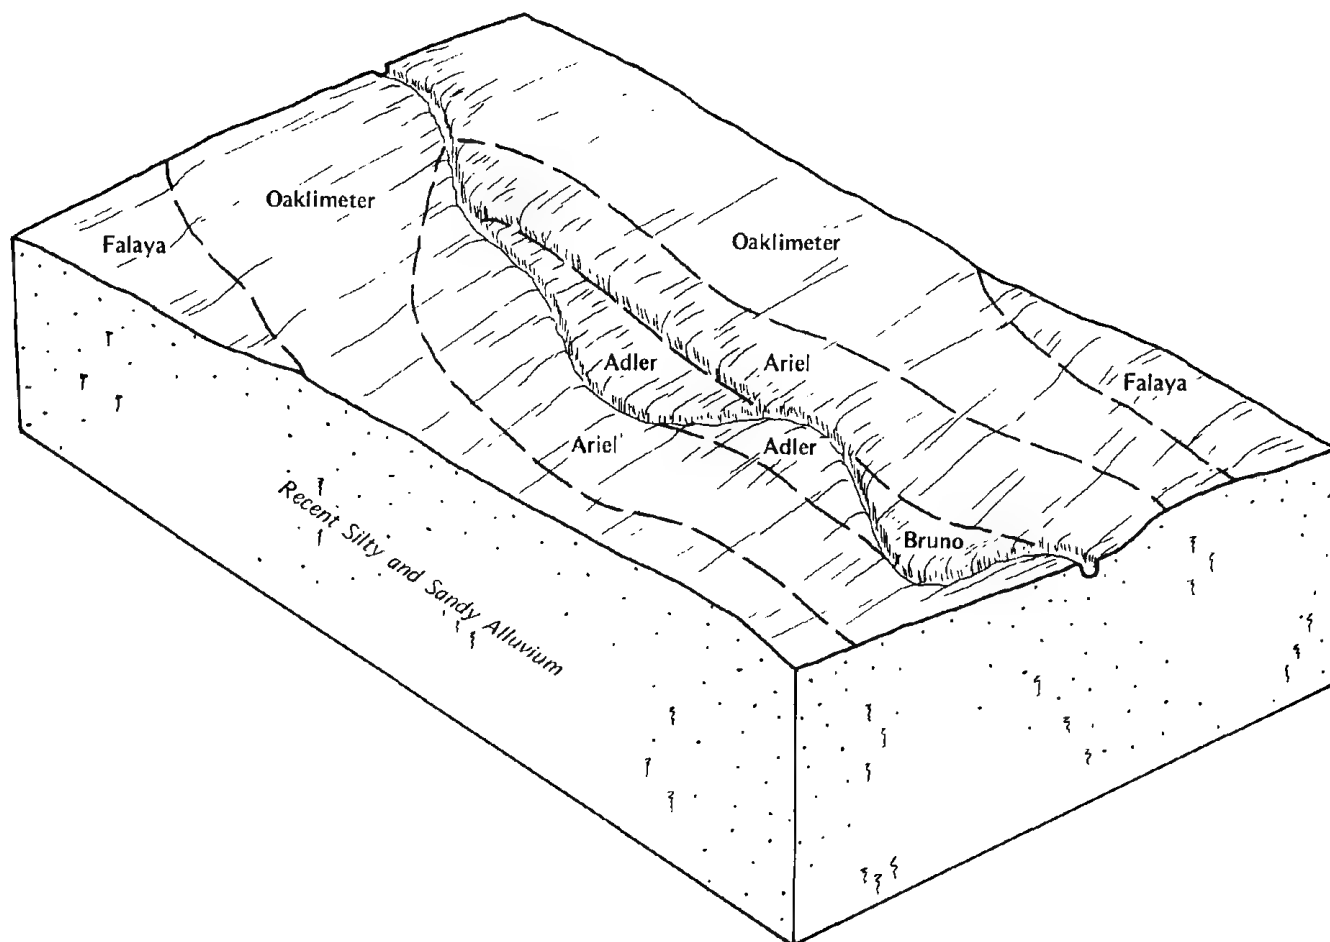 Oaklimeter
Falaya
Oaklimeter
Adler
Ariel
Falaya
Ariel
Adler
Bruno
Recent Silty and Sandy Alluvium